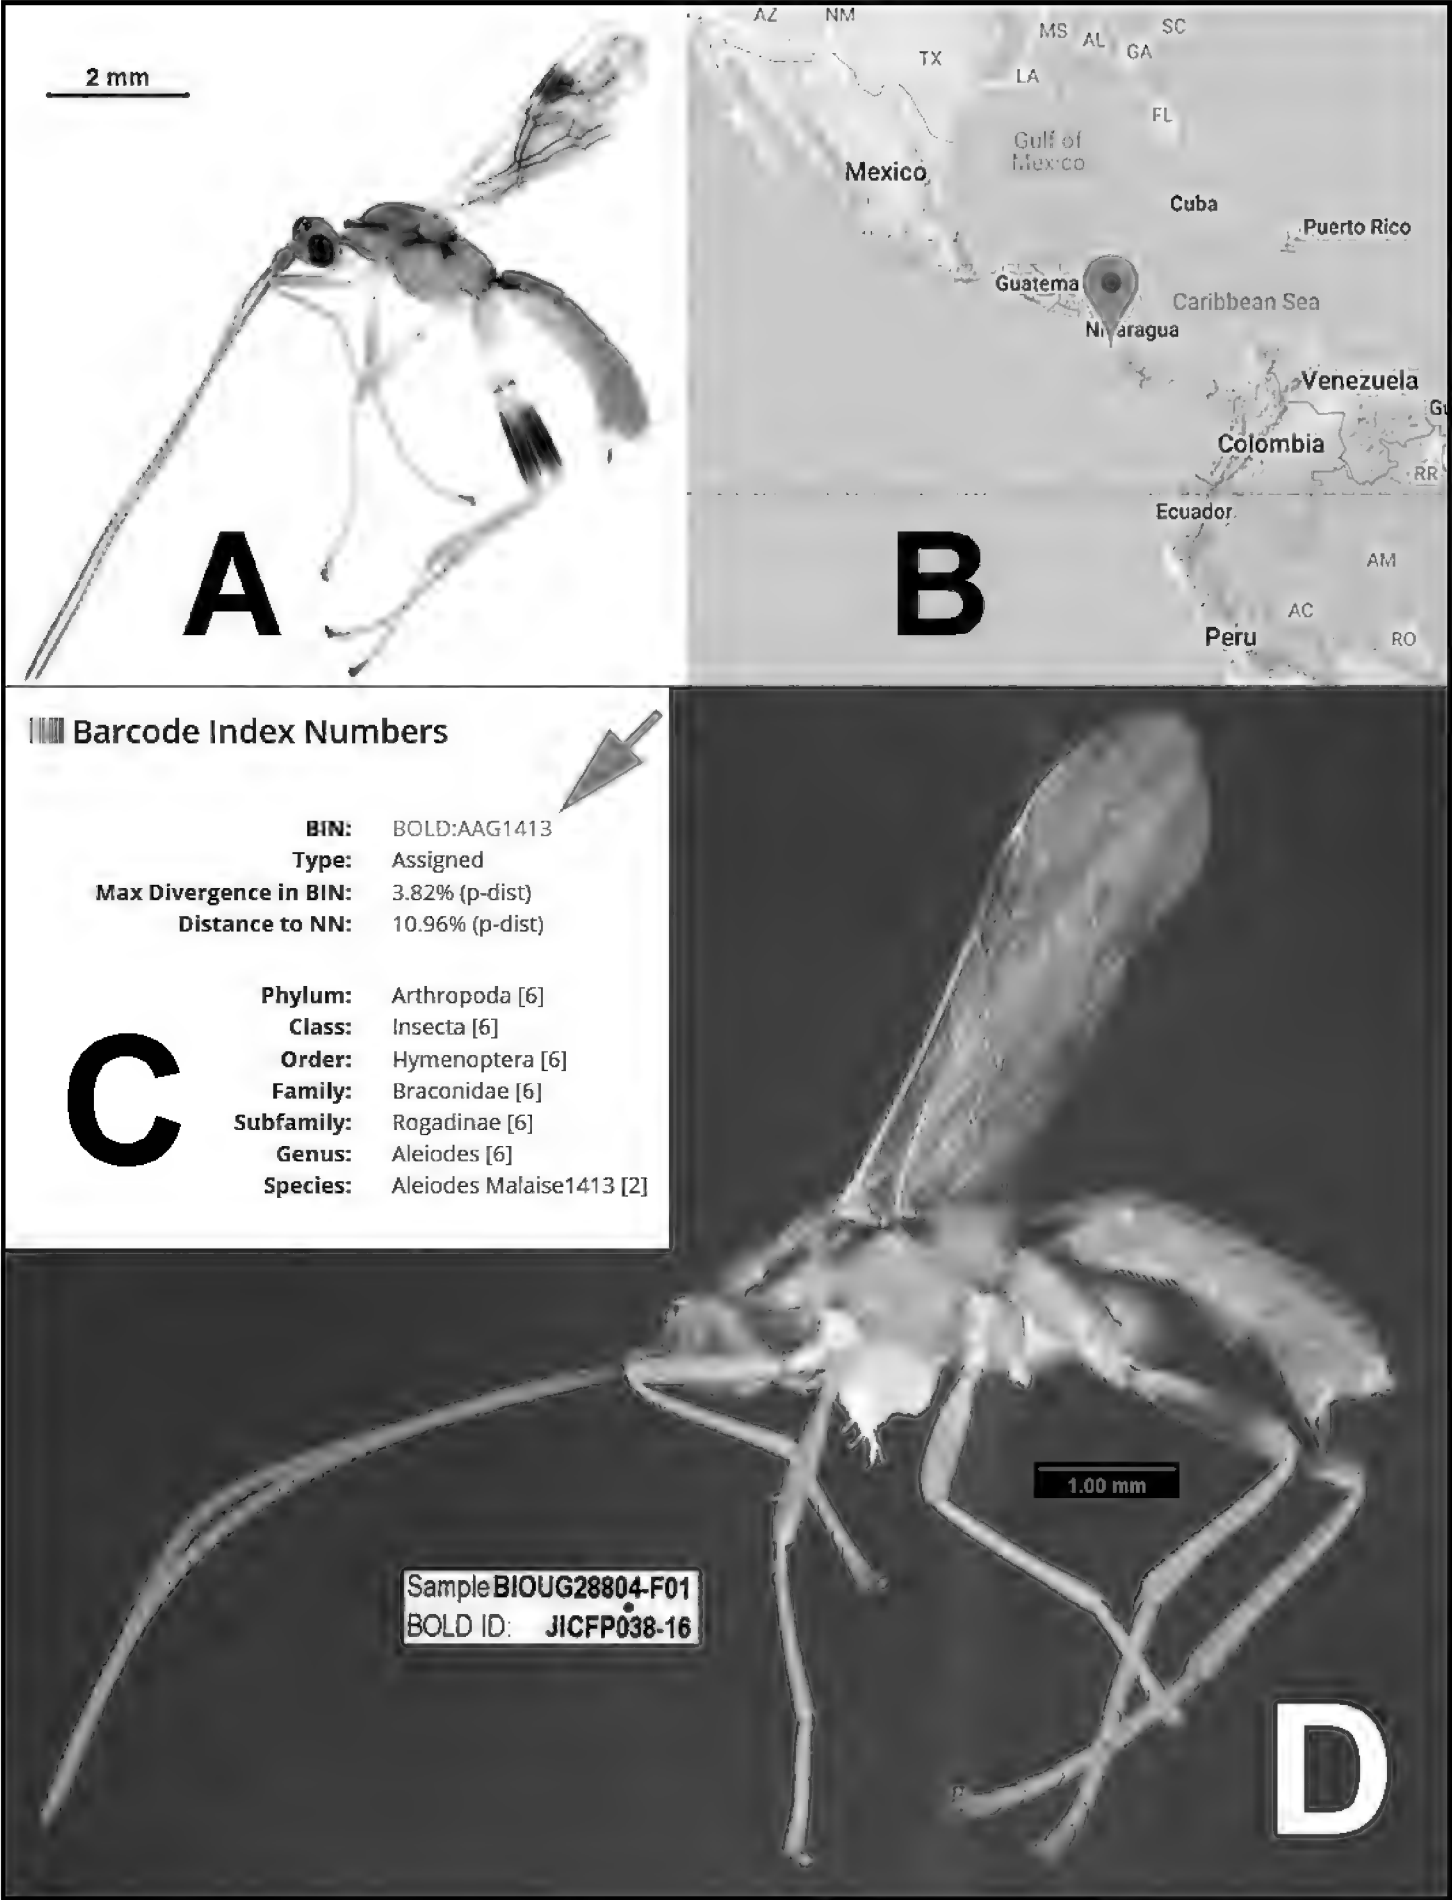 2 mm
A
AZ NM
MS AL SC
GA
TX
LA
FL
Gulf of
Mexico
Mexico
Cuba
Puerto Rico
Guatema
Caribbean Sea
Venezuela
Gu
Colombia
RR
Ecuador
B
AM
AC
Peru
RO
Barcode Index Numbers
BIN: BOLD:AAG1413
Type: Assigned
Max Divergence in BIN: 3.82% (p-dist)
Distance to NN: 10.96% (p-dist)
Phylum: Arthropoda [6]
Class: Insecta [6]
Order: Hymenoptera [6]
Family: Braconidae [6]
Subfamily: Rogadinae [6]
Genus: Aleiodes [6]
Species: Aleiodes Malaise1413 [2]
C
1.00 mm
Sample BIOUG28804-F01
BOLD ID: JICFP038-16
D